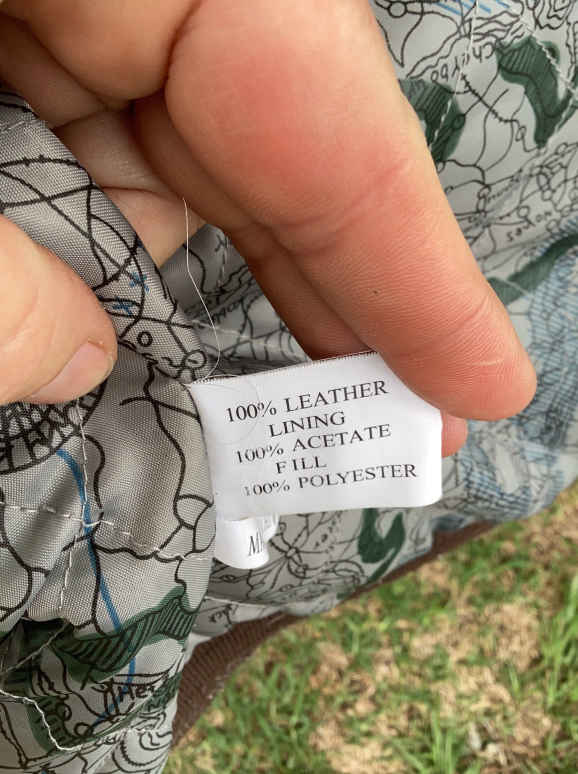 100% LEATHER
LINING
100% ACETATE
FILL
100% POLYESTER